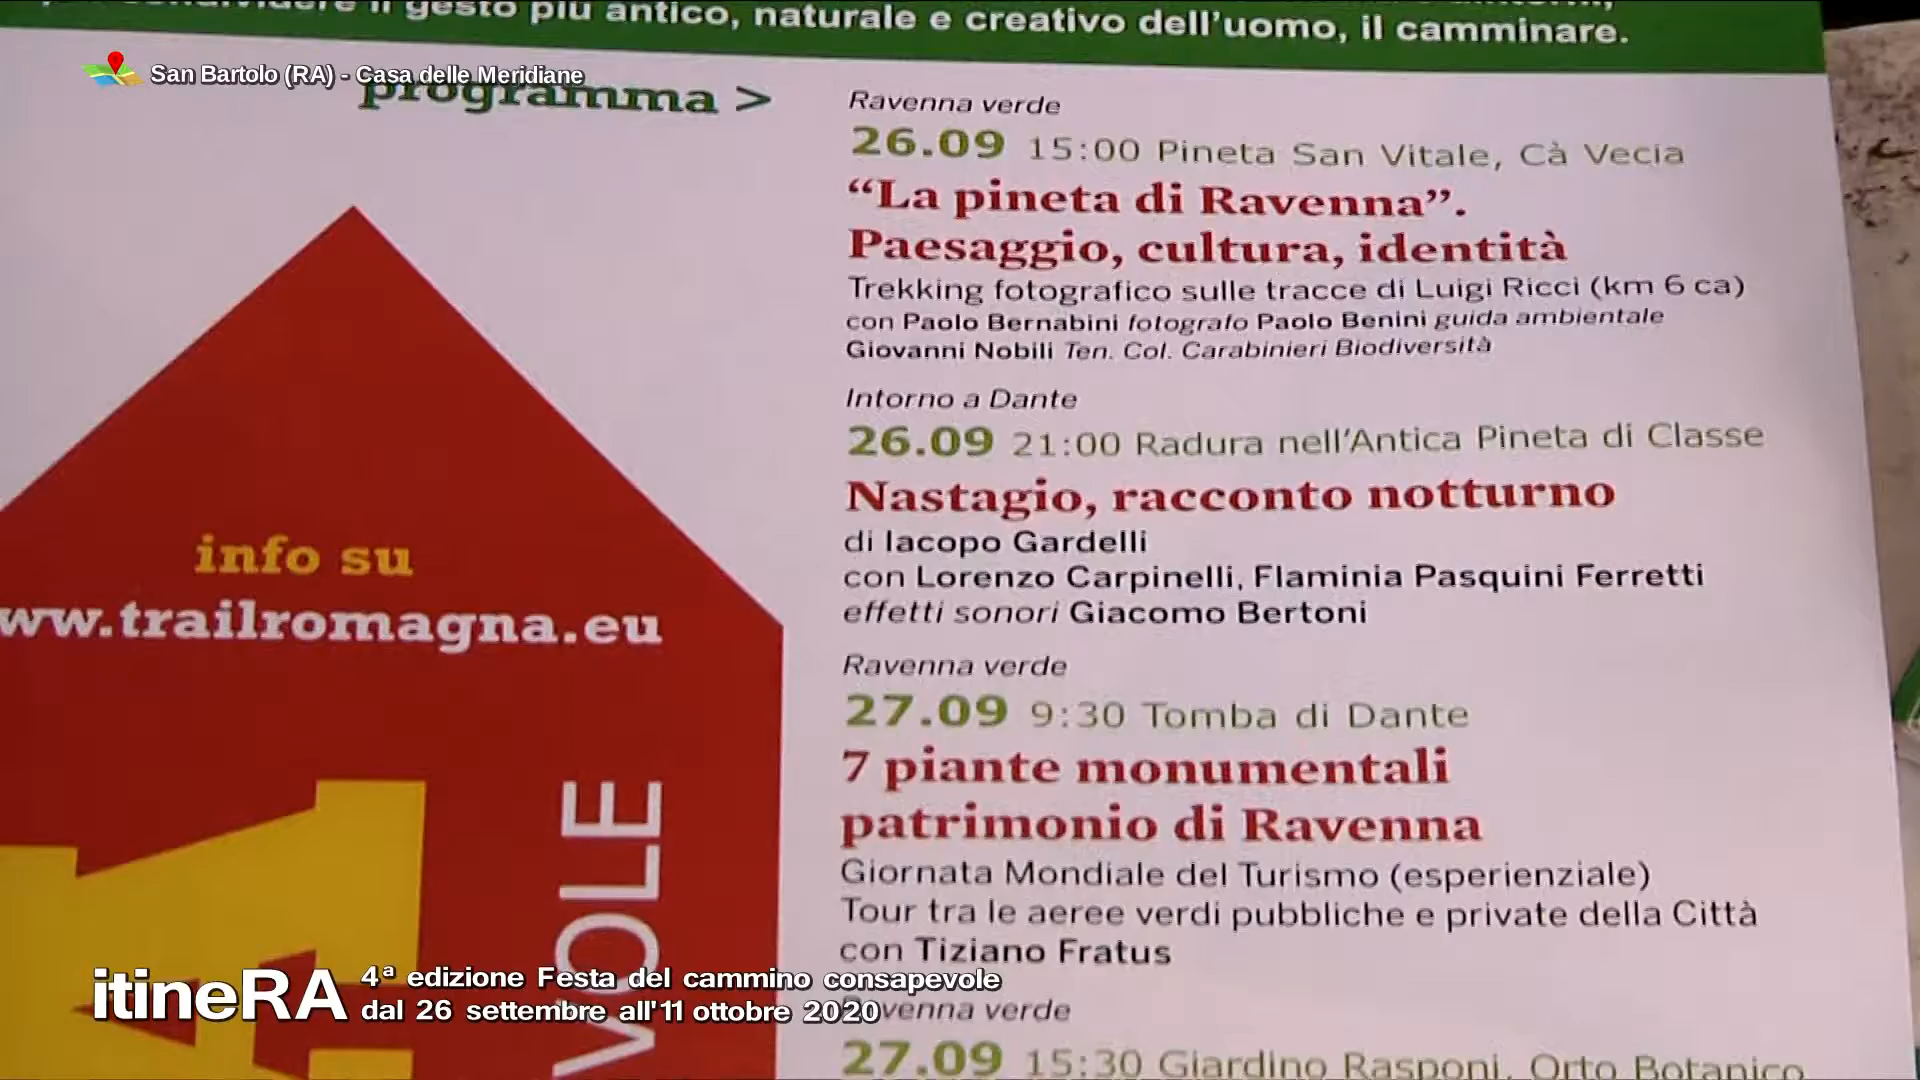 il gesto più antico, naturale e creativo dell'uomo, il camminare.
San Bartolo (RA) - Casa delle Meridiane
programma >
Ravenna verde
26.09 15:00 Pineta San Vitale, Cà Vecia
“La pineta di Ravenna”.
Paesaggio, cultura, identità
Trekking fotografico sulle tracce di Luigi Ricci (km 6 ca)
con Paolo Bernabini fotografo Paolo Benini guida ambientale
Giovanni Nobili Ten. Col. Carabinieri Biodiversità
Intorno a Dante
26.09 21:00 Radura nell'Antica Pineta di Classe
Nastagio, racconto notturno
di Iacopo Gardelli
con Lorenzo Carpinelli, Flaminia Pasquini Ferretti
effetti sonori Giacomo Bertoni
Ravenna verde
27.09 9:30 Tomba di Dante
7 piante monumentali
patrimonio di Ravenna
Giornata Mondiale del Turismo (esperienziale)
Tour tra le aeree verdi pubbliche e private della Città
con Tiziano Fratus
Ravenna verde
27.09 15:30 Giardino Rasponi, Orto Botanico
info su
www.trailromagna.eu
VOLE
itineRA
4ª edizione Festa del cammino consapevole
dal 26 settembre all'11 ottobre 2020